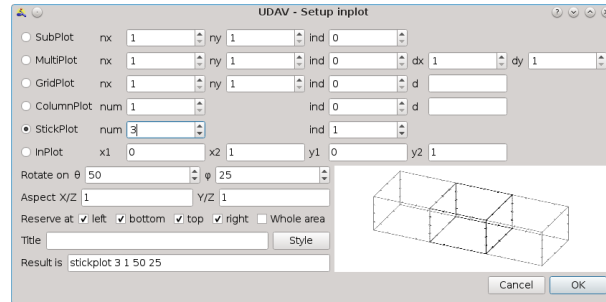 UDAV - Setup inplot
SubPlot nx 1 ny 1 ind 0
MultiPlot nx 1 ny 1 ind 0 dx 1 dy 1
GridPlot nx 1 ny 1 ind 0 d
ColumnPlot num 1 ind 0 d
StickPlot num 3 ind 1
InPlot x1 0 x2 1 y1 0 y2 1
Rotate on θ 50 φ 25
Aspect X/Z 1 Y/Z 1
Reserve at left bottom top right Whole area
Title Style
Result is stickplot 3 1 50 25
Cancel OK